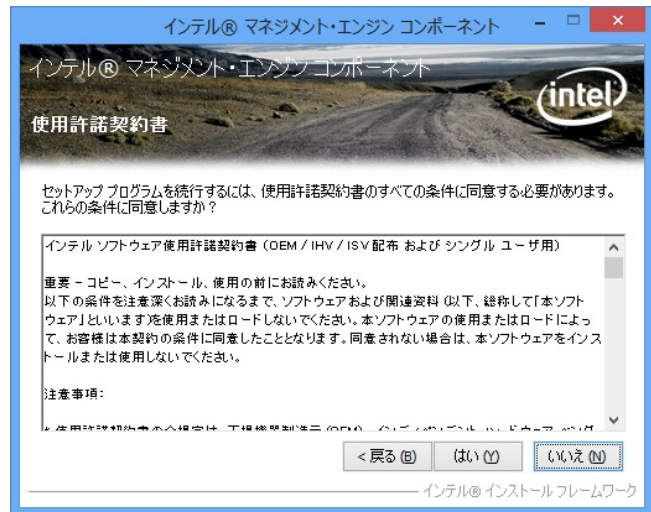 インテル® マネジメント・エンジン コンポーネント
インテル® マネジメント・エンジン コンポーネント
intel
使用許諾契約書
セットアップ プログラムを続行するには、使用許諾契約書のすべての条件に同意する必要があります。
これらの条件に同意しますか？
インテル ソフトウェア使用許諾契約書 (OEM / IHV / ISV 配布 および シングル ユーザ用)
重要 - コピー、インストール、使用の前にお読みください。
以下の条件を注意深くお読みになるまで、ソフトウェアおよび関連資料 (以下、総称して「本ソフト
ウェア」といいます)を使用またはロードしないでください。本ソフトウェアの使用またはロードによっ
て、お客様は本契約の条件に同意したこととなります。同意されない場合は、本ソフトウェアをインス
トールまたは使用しないでください。
注意事項:
< 戻る (B)
はい (Y)
いいえ (N)
インテル® インストール フレームワーク